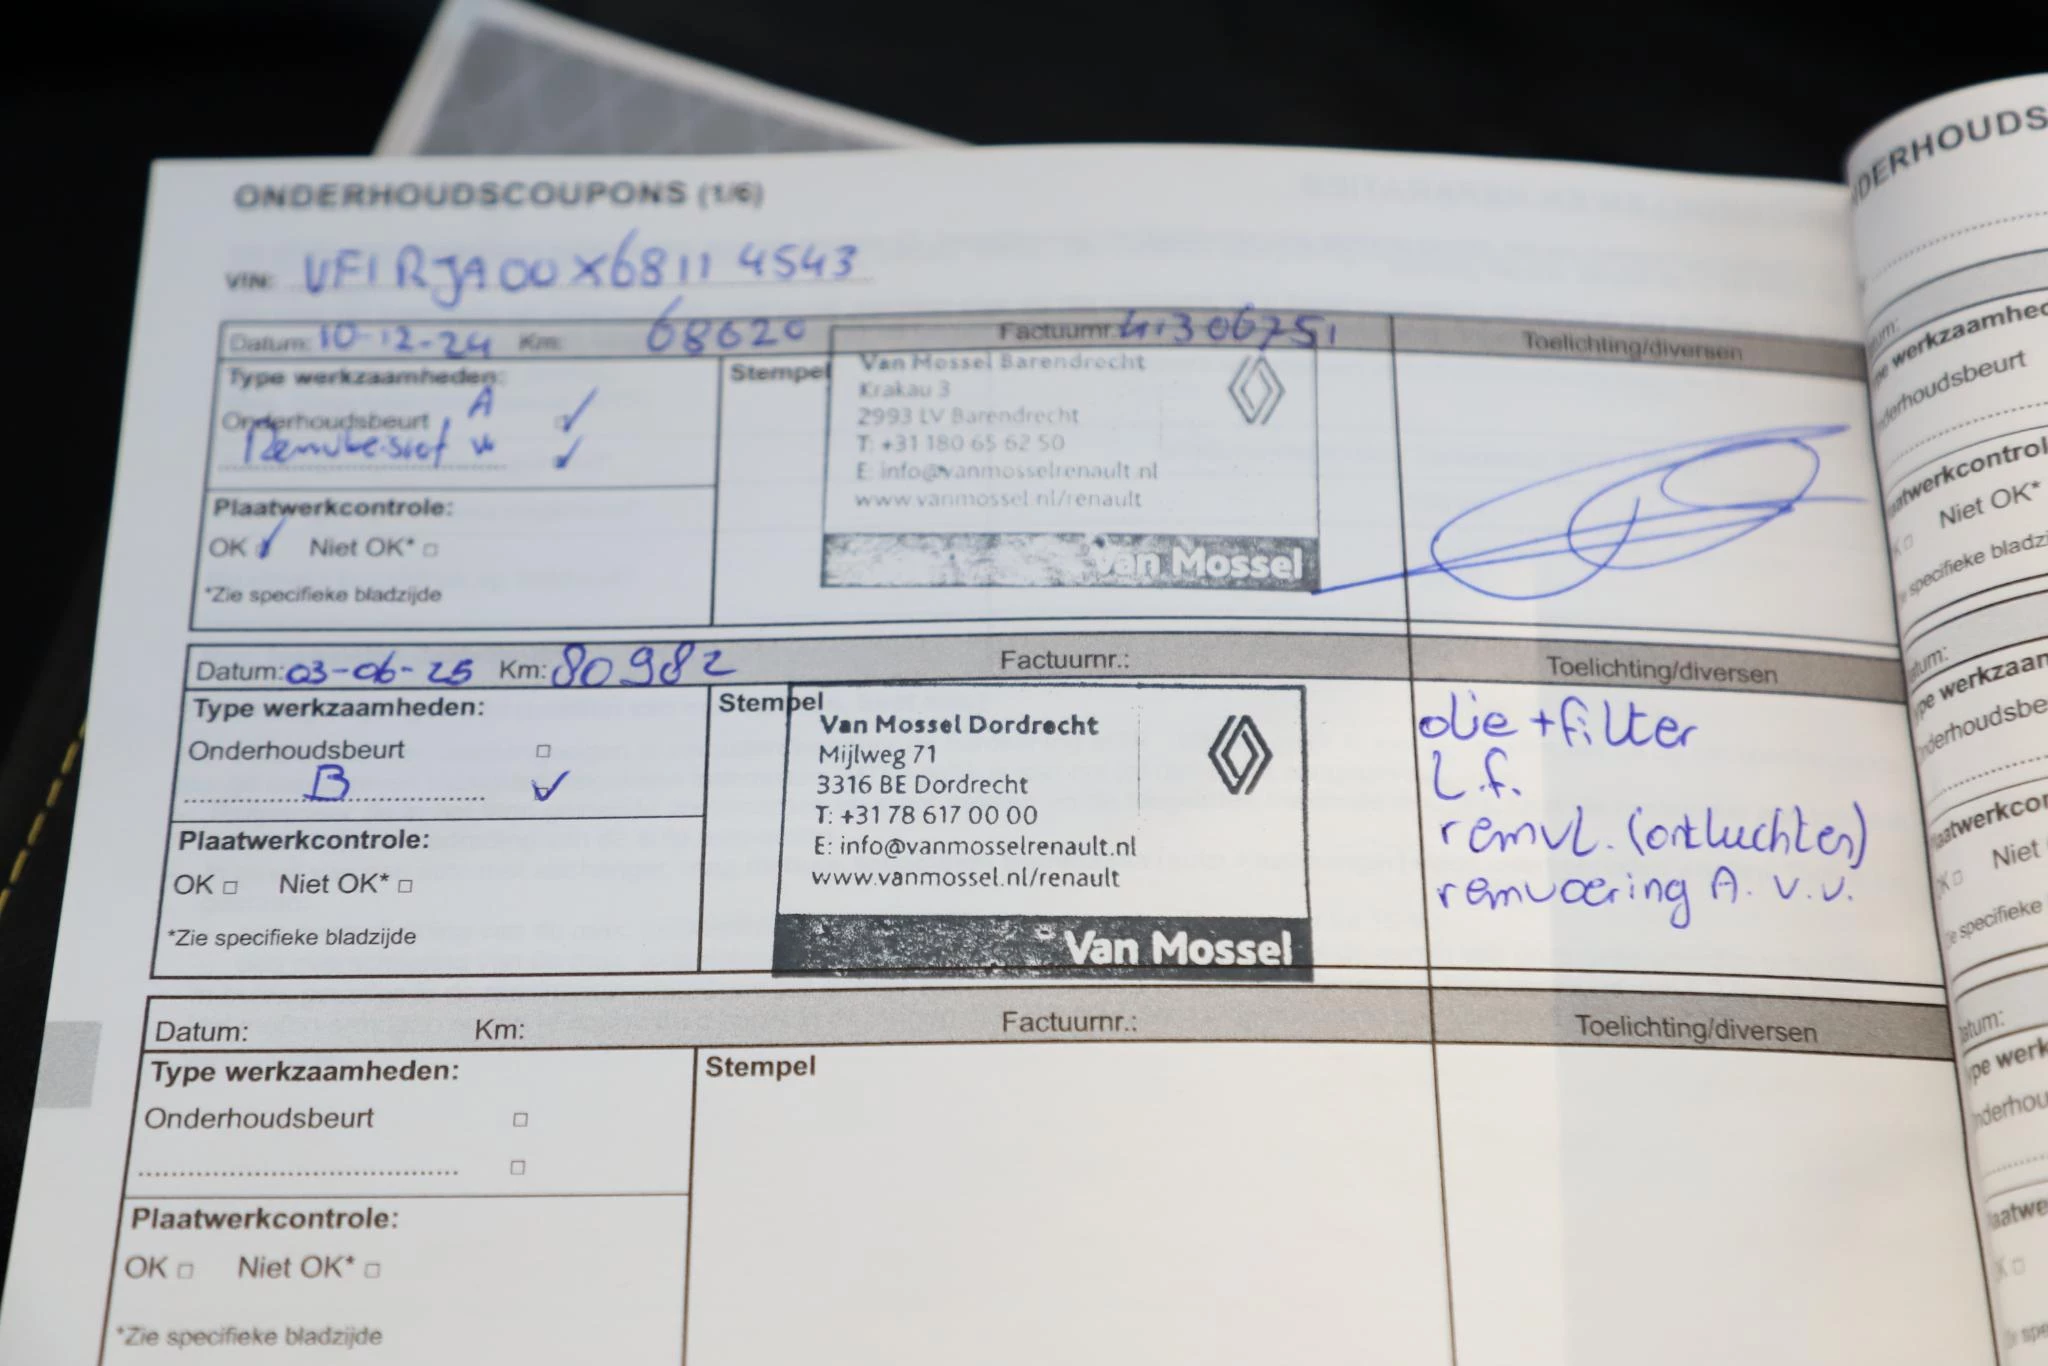 ONDERHOUDSCOUPONS (1/6)
VIN: VF1RJA00X68114543
Datum: 10-12-24 Km: 68620 Factuurnr.: 41306751 Toelichting/diversen
Type werkzaamheden:
Onderhoudsbeurt A
Remvloeistof
Plaatwerkcontrole:
OK Niet OK*
*Zie specifieke bladzijde
Stempel
Van Mossel Barendrecht
Krakau 3
2993 LV Barendrecht
T: +31 180 65 62 50
E: info@vanmosselrenault.nl
www.vanmossel.nl/renault
Van Mossel
Datum: 03-06-25 Km: 80982 Factuurnr.: Toelichting/diversen
Type werkzaamheden:
Onderhoudsbeurt
B
Plaatwerkcontrole:
OK Niet OK*
*Zie specifieke bladzijde
Stempel
Van Mossel Dordrecht
Mijlweg 71
3316 BE Dordrecht
T: +31 78 617 00 00
E: info@vanmosselrenault.nl
www.vanmossel.nl/renault
Van Mossel
olie + filter
L.f.
remvl. (ontluchten)
remvoering A. v.v.
Datum: Km: Factuurnr.: Toelichting/diversen
Type werkzaamheden:
Onderhoudsbeurt
Plaatwerkcontrole:
OK Niet OK*
*Zie specifieke bladzijde
Stempel